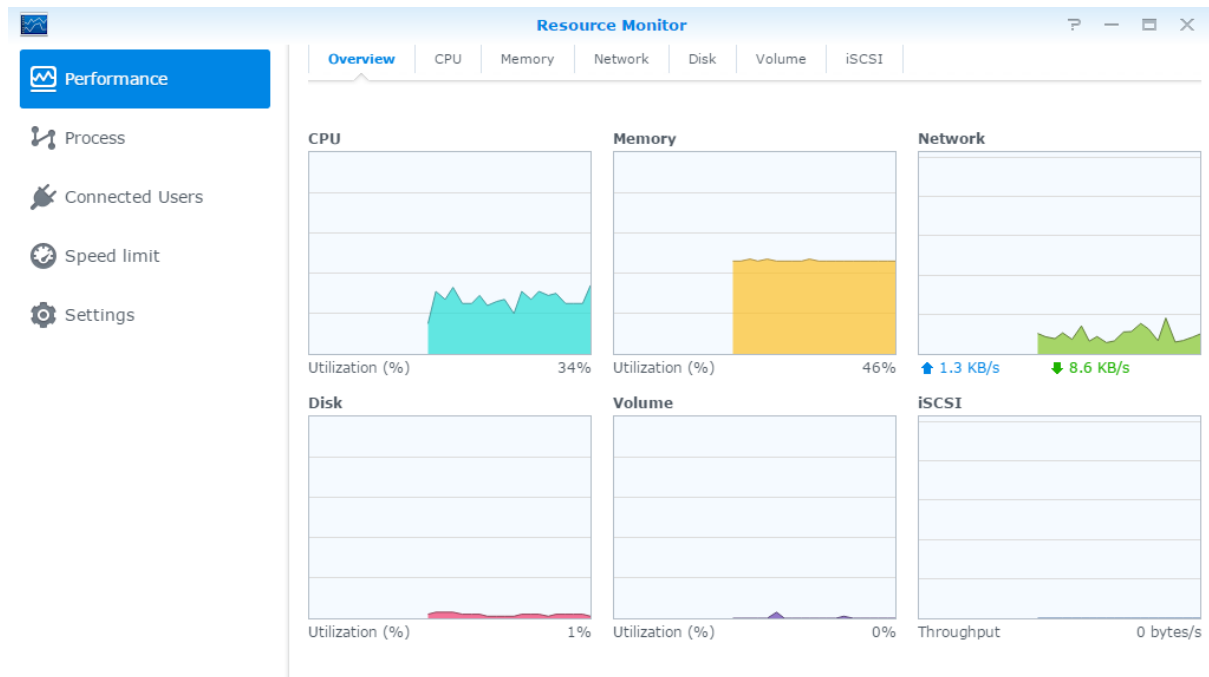 Resource Monitor
Performance
Process
Connected Users
Speed limit
Settings
Overview CPU Memory Network Disk Volume iSCSI
CPU Memory Network
Utilization (%) 34% Utilization (%) 46% 1.3 KB/s 8.6 KB/s
Disk Volume iSCSI
Utilization (%) 1% Utilization (%) 0% Throughput 0 bytes/s